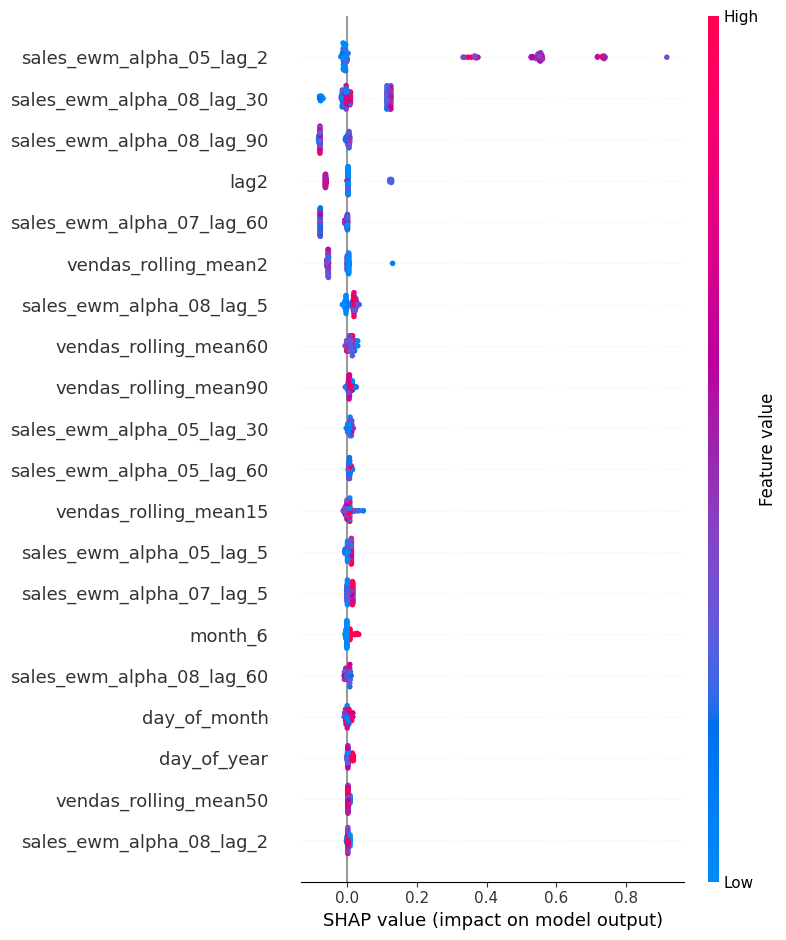 High
sales_ewm_alpha_05_lag_2
sales_ewm_alpha_08_lag_30
sales_ewm_alpha_08_lag_90
lag2
sales_ewm_alpha_07_lag_60
vendas_rolling_mean2
sales_ewm_alpha_08_lag_5
vendas_rolling_mean60
vendas_rolling_mean90
sales_ewm_alpha_05_lag_30
sales_ewm_alpha_05_lag_60
vendas_rolling_mean15
sales_ewm_alpha_05_lag_5
sales_ewm_alpha_07_lag_5
month_6
sales_ewm_alpha_08_lag_60
day_of_month
day_of_year
vendas_rolling_mean50
sales_ewm_alpha_08_lag_2
Feature value
Low
0.0 0.2 0.4 0.6 0.8
SHAP value (impact on model output)